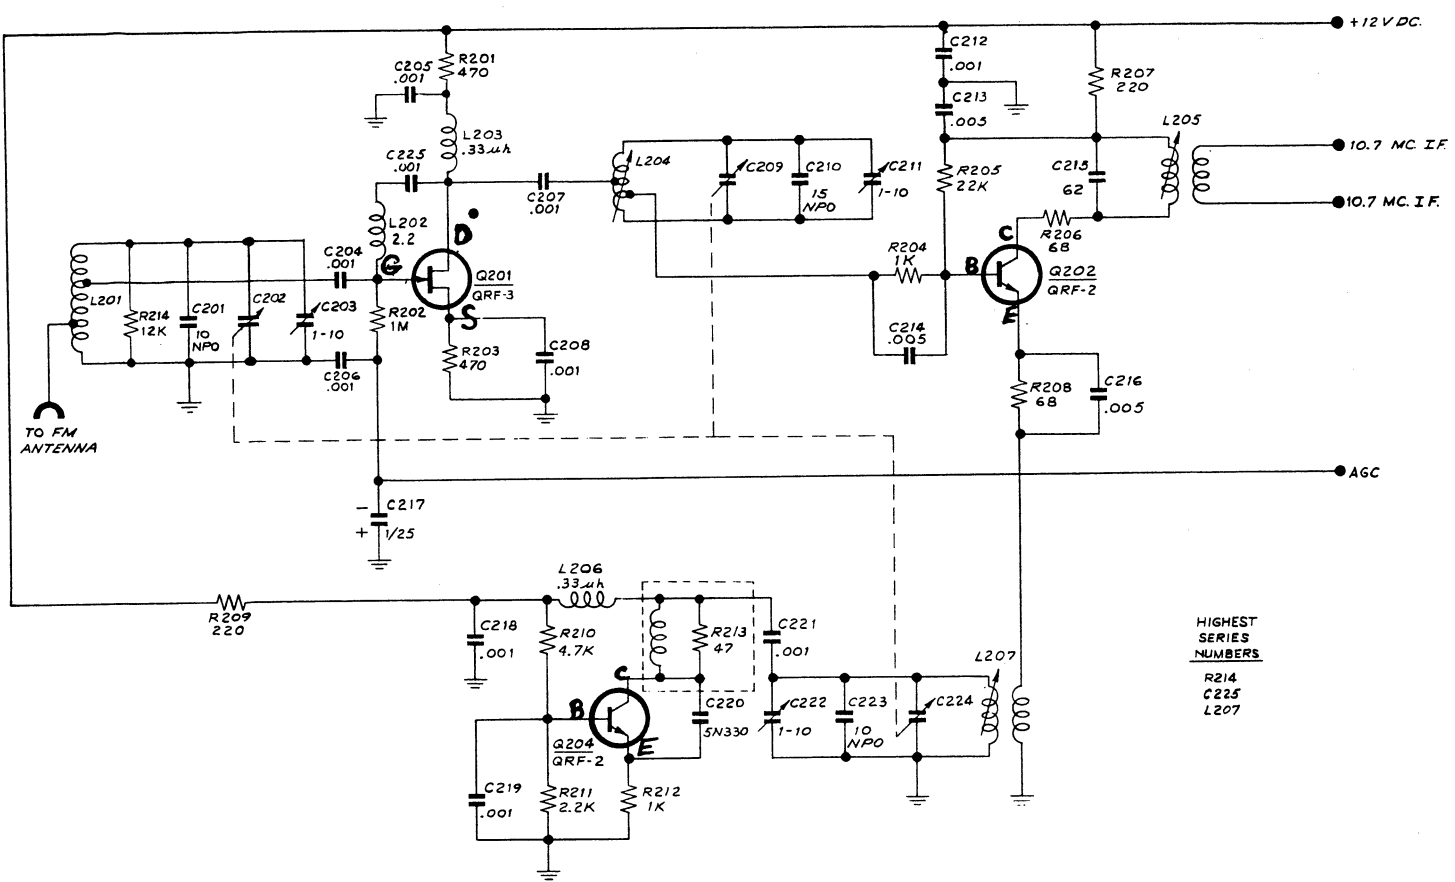 +12V DC.
C212
.001
C205
.001
R201
470
R207
220
C213
.005
L203
.33µh
L205
10.7 MC. I.F.
C225
.001
L204
C209
C210
15
NPO
C211
1-10
R205
22K
C215
62
C207
.001
10.7 MC. I.F.
L202
2.2
D
R206
68
C
C204
.001
G
R204
1K
B
Q201
QRF-3
Q202
QRF-2
L201
R214
12K
C201
10
NPO
C202
C203
1-10
R202
1M
S
E
C214
.005
R203
470
C208
.001
C206
.001
R208
68
C216
.005
TO FM
ANTENNA
AGC
-
+
C217
1/25
L206
.33µh
R209
220
C218
.001
R210
4.7K
R213
47
C221
.001
HIGHEST
SERIES
NUMBERS
R214
C225
L207
L207
C
B
C220
5N330
C222
1-10
C223
10
NPO
C224
Q204
QRF-2
E
C219
.001
R211
2.2K
R212
1K